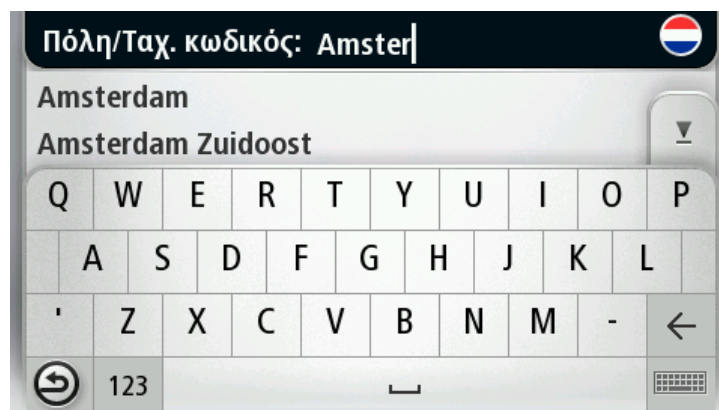 Πόλη/Ταχ. κωδικός: Amster
Amsterdam
Amsterdam Zuidoost
Q W E R T Y U I O P
A S D F G H J K L
' Z X C V B N M -
123